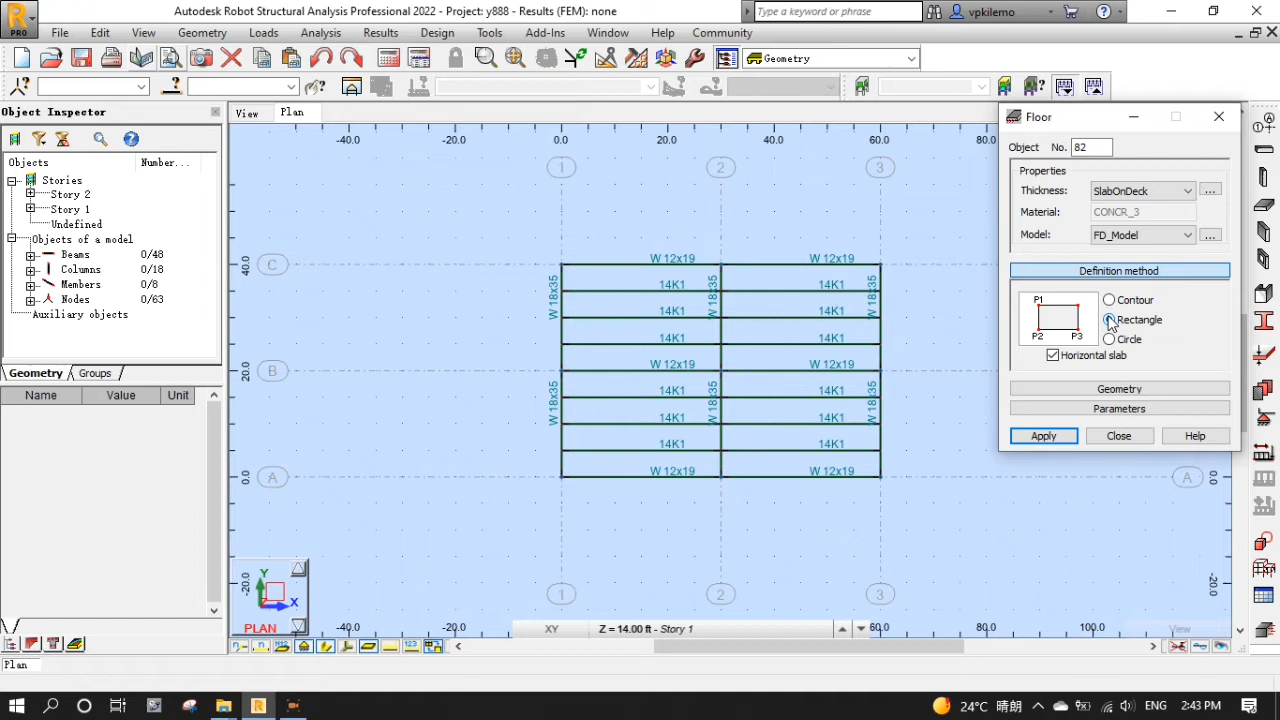 PRO
Autodesk Robot Structural Analysis Professional 2022 - Project: y888 - Results (FEM): none
Type a keyword or phrase
vpkilemo
File Edit View Geometry Loads Analysis Results Design Tools Add-Ins Window Help Community
Geometry
Object Inspector
Objects Number...
Stories
Story 2
Story 1
Undefined
Objects of a model
Beams 0/48
Columns 0/18
Members 0/8
Nodes 0/63
Auxiliary objects
Geometry Groups
Name Value Unit
Plan
View Plan
-40.0 -20.0 0.0 20.0 40.0 60.0 80.0
1 2 3
40.0 C
W 12x19 W 12x19
W 18x35 W 18x35 W 18x35
14K1 14K1
14K1 14K1
14K1 14K1
20.0 B
W 12x19 W 12x19
W 18x35 W 18x35 W 18x35
14K1 14K1
14K1 14K1
14K1 14K1
0.0 A
W 12x19 W 12x19
A 0.0
-20.0 -20.0
1 2 3
Y
X
PLAN
-40.0 -20.0 XY Z = 14.00 ft - Story 1 60.0 80.0 100.0 View
Floor
Object No. 82
Properties
Thickness: SlabOnDeck ...
Material: CONCR_3
Model: FD_Model ...
Definition method
P1
P2 P3
Contour
Rectangle
Circle
Horizontal slab
Geometry
Parameters
Apply Close Help
24°C 晴朗
ENG 2:43 PM